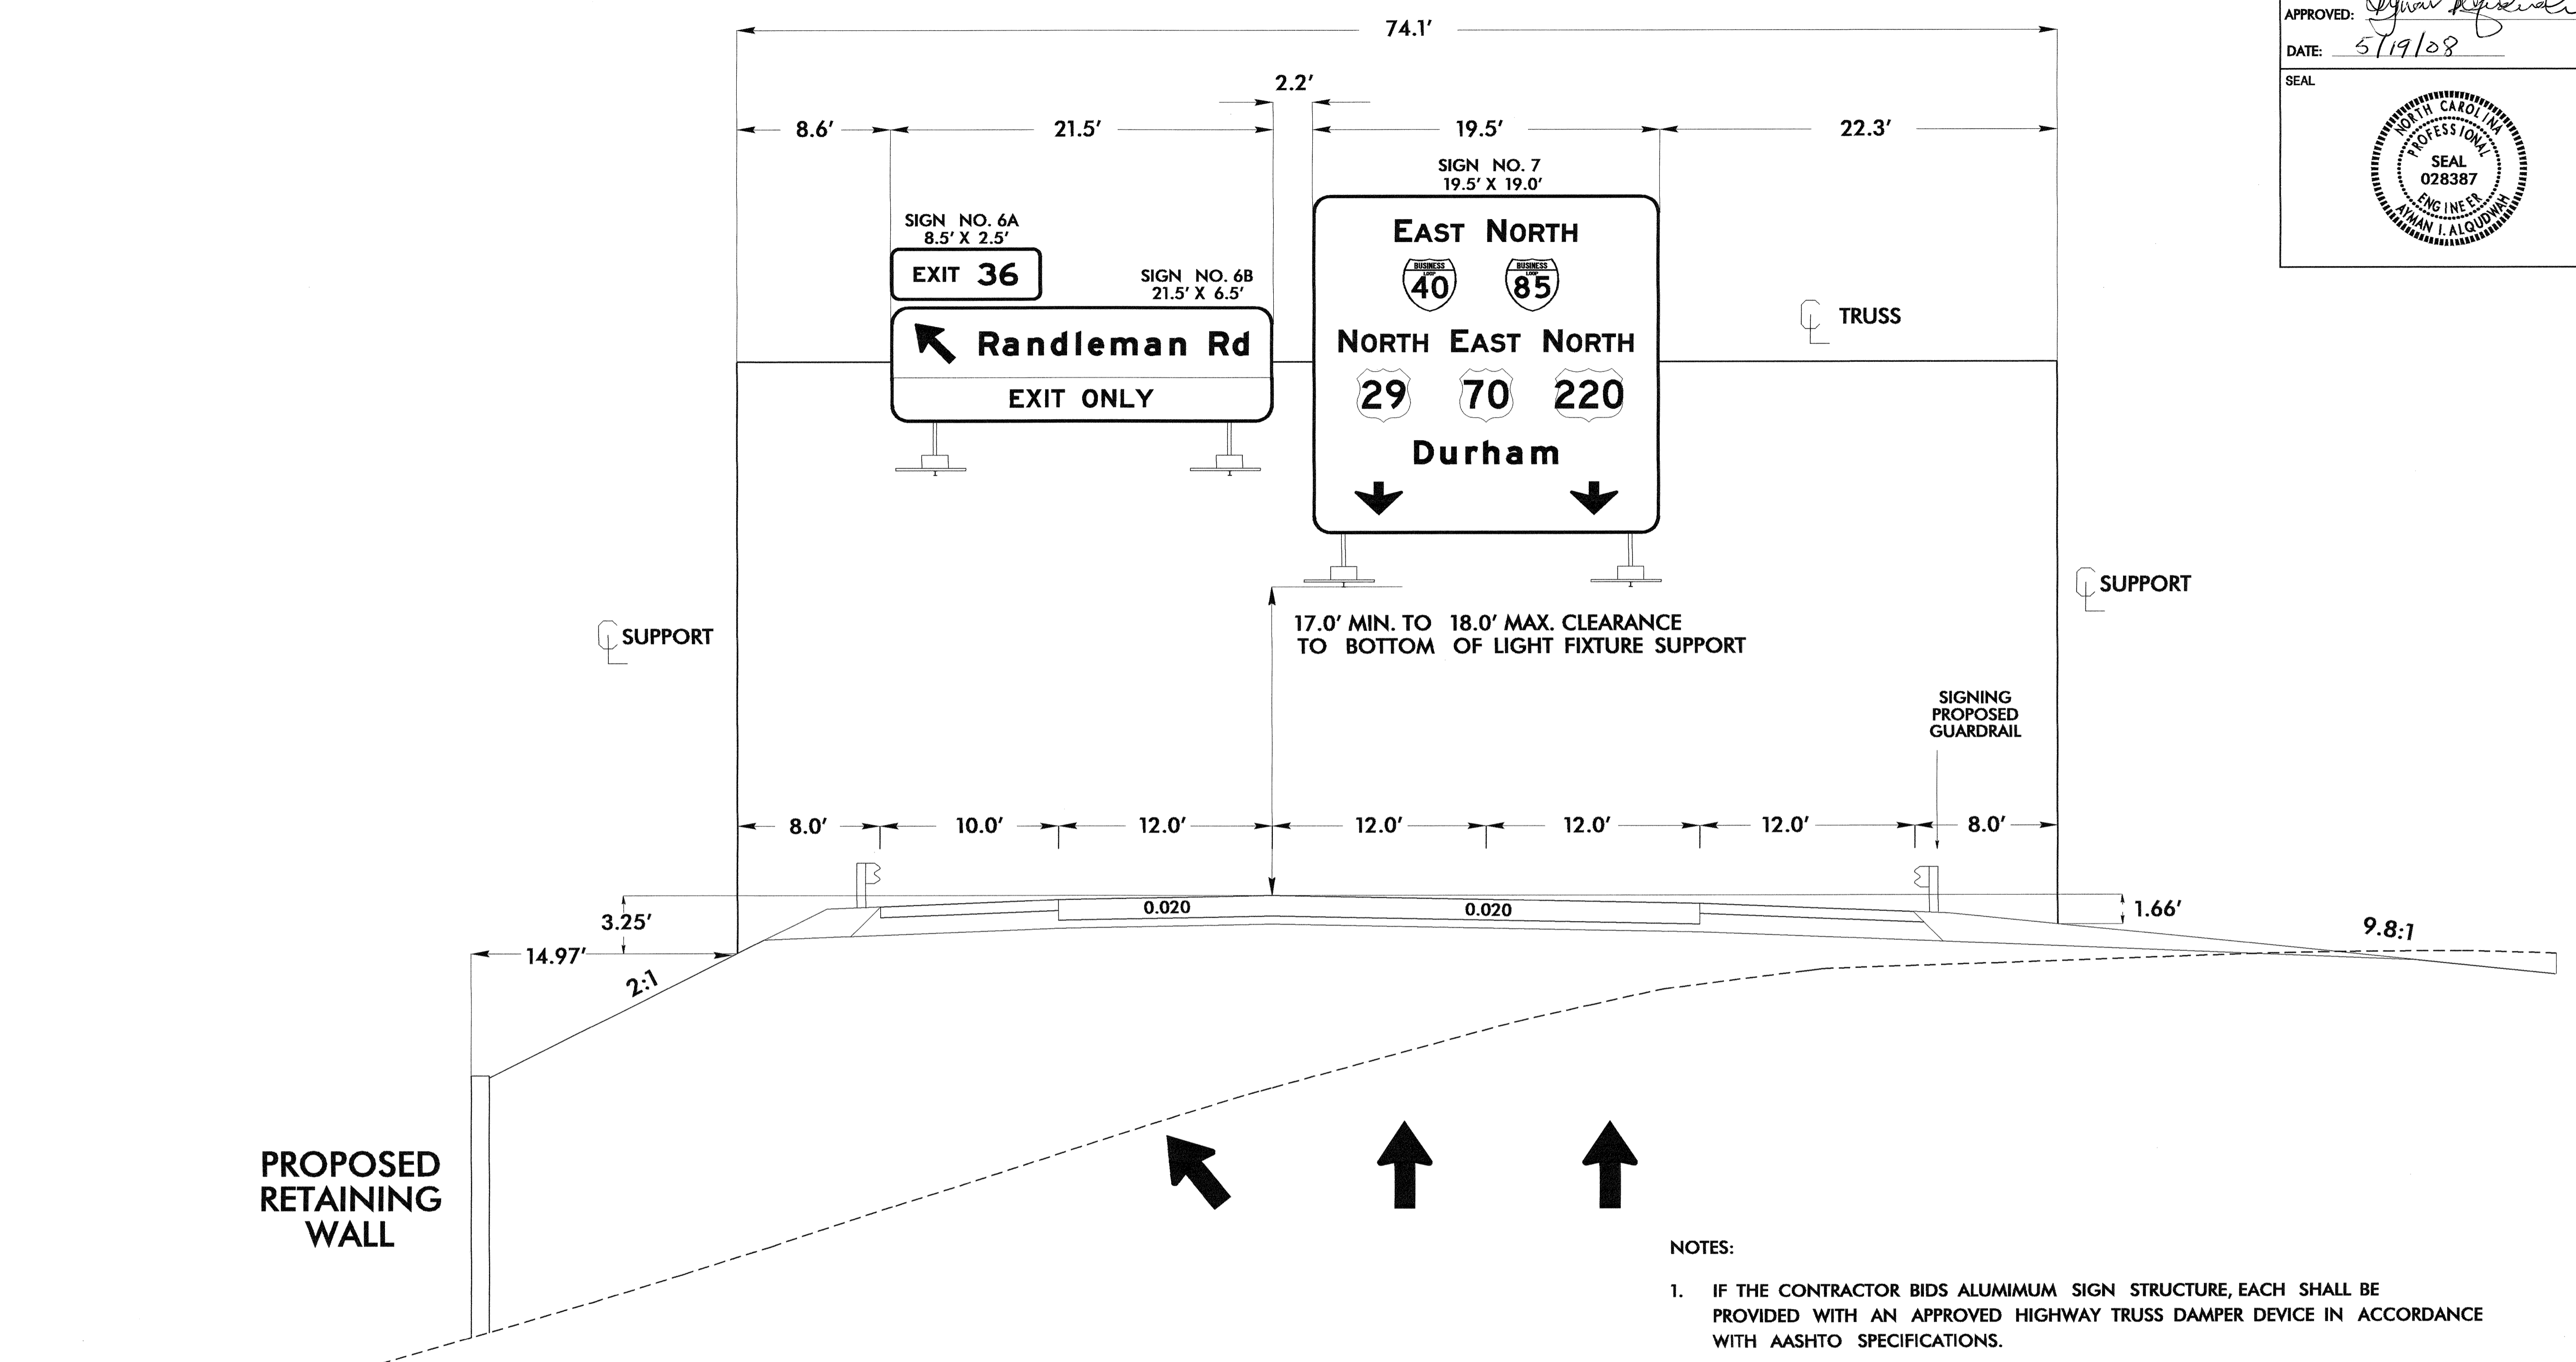 APPROVED:
DATE: 5/19/08
SEAL
NORTH CAROLINA
PROFESSIONAL
SEAL
028387
ENGINEER
AYMAN I. ALQUDWAH
74.1'
2.2'
8.6' 21.5' 19.5' 22.3'
SIGN NO. 7
19.5' X 19.0'
SIGN NO. 6A
8.5' X 2.5'
EXIT 36
SIGN NO. 6B
21.5' X 6.5'
Randleman Rd
EXIT ONLY
EAST NORTH
BUSINESS LOOP 40 BUSINESS LOOP 85
NORTH EAST NORTH
29 70 220
Durham
CL TRUSS
CL SUPPORT
CL SUPPORT
17.0' MIN. TO 18.0' MAX. CLEARANCE
TO BOTTOM OF LIGHT FIXTURE SUPPORT
SIGNING
PROPOSED
GUARDRAIL
8.0' 10.0' 12.0' 12.0' 12.0' 12.0' 8.0'
0.020 0.020
3.25'
1.66'
14.97'
2:1
9.8:1
PROPOSED
RETAINING
WALL
NOTES:
1. IF THE CONTRACTOR BIDS ALUMIMUM SIGN STRUCTURE, EACH SHALL BE
PROVIDED WITH AN APPROVED HIGHWAY TRUSS DAMPER DEVICE IN ACCORDANCE
WITH AASHTO SPECIFICATIONS.